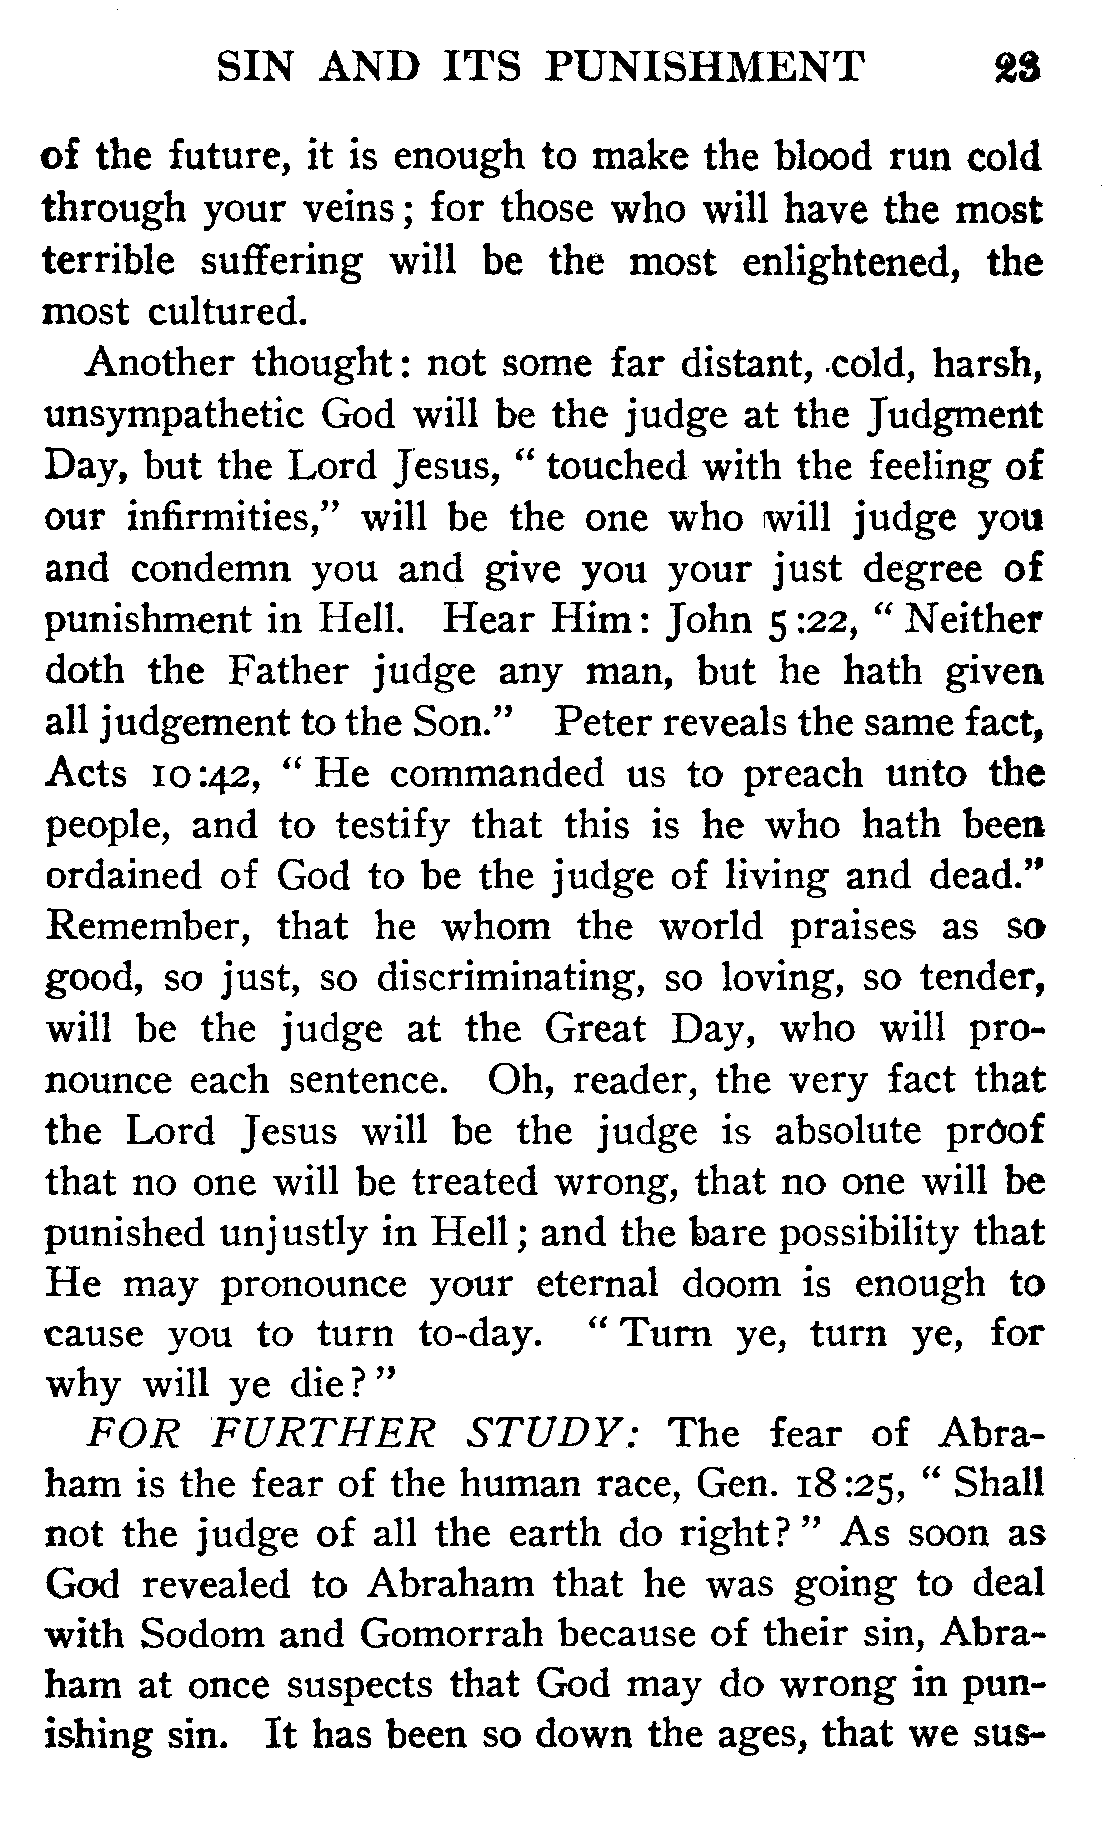 SIN AND ITS PUNISHMENT 23
of the future, it is enough to make the blood run cold
through your veins; for those who will have the most
terrible suffering will be the most enlightened, the
most cultured.
Another thought: not some far distant, cold, harsh,
unsympathetic God will be the judge at the Judgment
Day, but the Lord Jesus, “ touched with the feeling of
our infirmities,” will be the one who will judge you
and condemn you and give you your just degree of
punishment in Hell. Hear Him: John 5:22, “ Neither
doth the Father judge any man, but he hath given
all judgement to the Son.” Peter reveals the same fact,
Acts 10:42, “ He commanded us to preach unto the
people, and to testify that this is he who hath been
ordained of God to be the judge of living and dead.”
Remember, that he whom the world praises as so
good, so just, so discriminating, so loving, so tender,
will be the judge at the Great Day, who will pro-
nounce each sentence. Oh, reader, the very fact that
the Lord Jesus will be the judge is absolute proof
that no one will be treated wrong, that no one will be
punished unjustly in Hell; and the bare possibility that
He may pronounce your eternal doom is enough to
cause you to turn to-day. “ Turn ye, turn ye, for
why will ye die? ”
FOR FURTHER STUDY: The fear of Abra-
ham is the fear of the human race, Gen. 18:25, “ Shall
not the judge of all the earth do right? ” As soon as
God revealed to Abraham that he was going to deal
with Sodom and Gomorrah because of their sin, Abra-
ham at once suspects that God may do wrong in pun-
ishing sin. It has been so down the ages, that we sus-